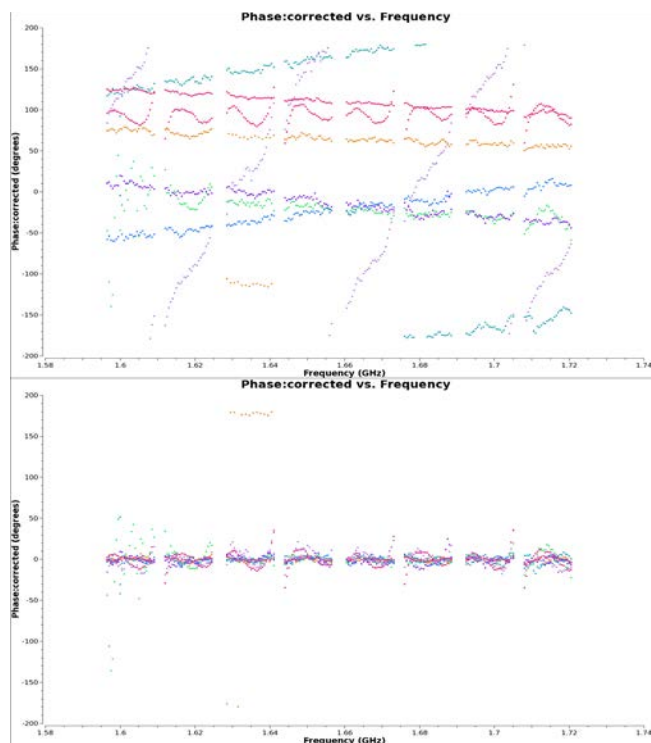 Phase:corrected vs. Frequency
200
150
100
50
0
-50
-100
-150
200
Phase:corrected (degrees)
1.58 1.6 1.62 1.64 1.66 1.68 1.7 1.72 1.74
Frequency (GHz)
Phase:corrected vs. Frequency
200
150
100
50
0
-50
-100
-150
-200
Phase:corrected (degrees)
1.58 1.6 1.62 1.64 1.66 1.68 1.7 1.72 1.74
Frequency (GHz)